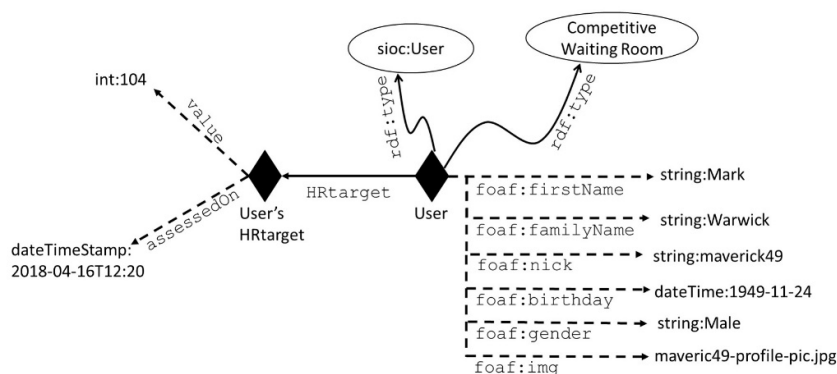 sioc:User
Competitive
Waiting Room
rdf:type
rdf:type
int:104
value
assessedOn
dateTimeStamp:
2018-04-16T12:20
User's
HRtarget
HRtarget
User
foaf:firstName
string:Mark
foaf:familyName
string:Warwick
foaf:nick
string:maverick49
foaf:birthday
dateTime:1949-11-24
foaf:gender
string:Male
foaf:img
maveric49-profile-pic.jpg